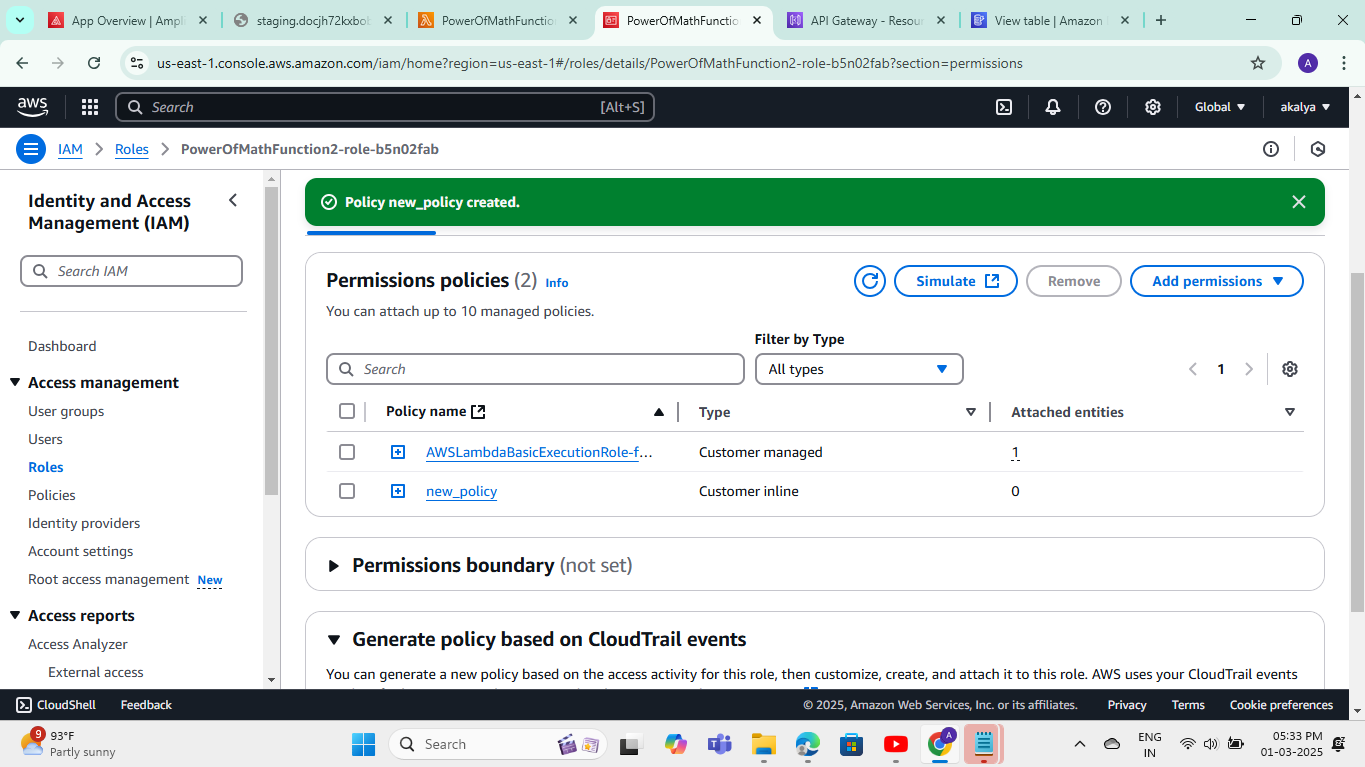 App Overview | Ampli
staging.docjh72kxbob
PowerOfMathFunctio
PowerOfMathFunctio
API Gateway - Resour
View table | Amazon
us-east-1.console.aws.amazon.com/iam/home?region=us-east-1#/roles/details/PowerOfMathFunction2-role-b5n02fab?section=permissions
A
aws
Search
[Alt+S]
Global
akalya
IAM
Roles
PowerOfMathFunction2-role-b5n02fab
Identity and Access
Management (IAM)
Search IAM
Dashboard
Access management
User groups
Users
Roles
Policies
Identity providers
Account settings
Root access management New
Access reports
Access Analyzer
External access
Policy new_policy created.
Permissions policies (2) Info
Simulate
Remove
Add permissions
You can attach up to 10 managed policies.
Filter by Type
Search
All types
1
Policy name
Type
Attached entities
AWSLambdaBasicExecutionRole-f...
Customer managed
1
new_policy
Customer inline
0
Permissions boundary (not set)
Generate policy based on CloudTrail events
You can generate a new policy based on the access activity for this role, then customize, create, and attach it to this role. AWS uses your CloudTrail events
CloudShell
Feedback
© 2025, Amazon Web Services, Inc. or its affiliates.
Privacy
Terms
Cookie preferences
9
93°F
Partly sunny
Search
A
ENG
IN
05:33 PM
01-03-2025